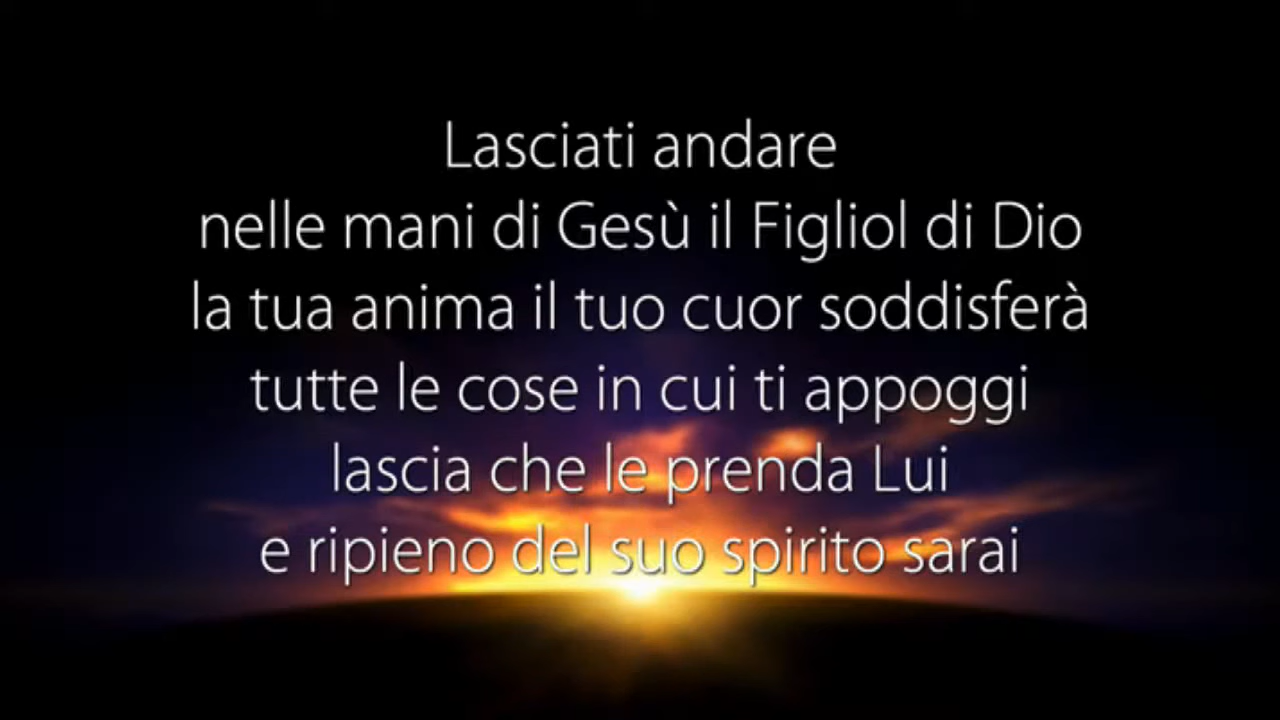 Lasciati andare
nelle mani di Gesù il Figliol di Dio
la tua anima il tuo cuor soddisferà
tutte le cose in cui ti appoggi
lascia che le prenda Lui
e ripieno del suo spirito sarai